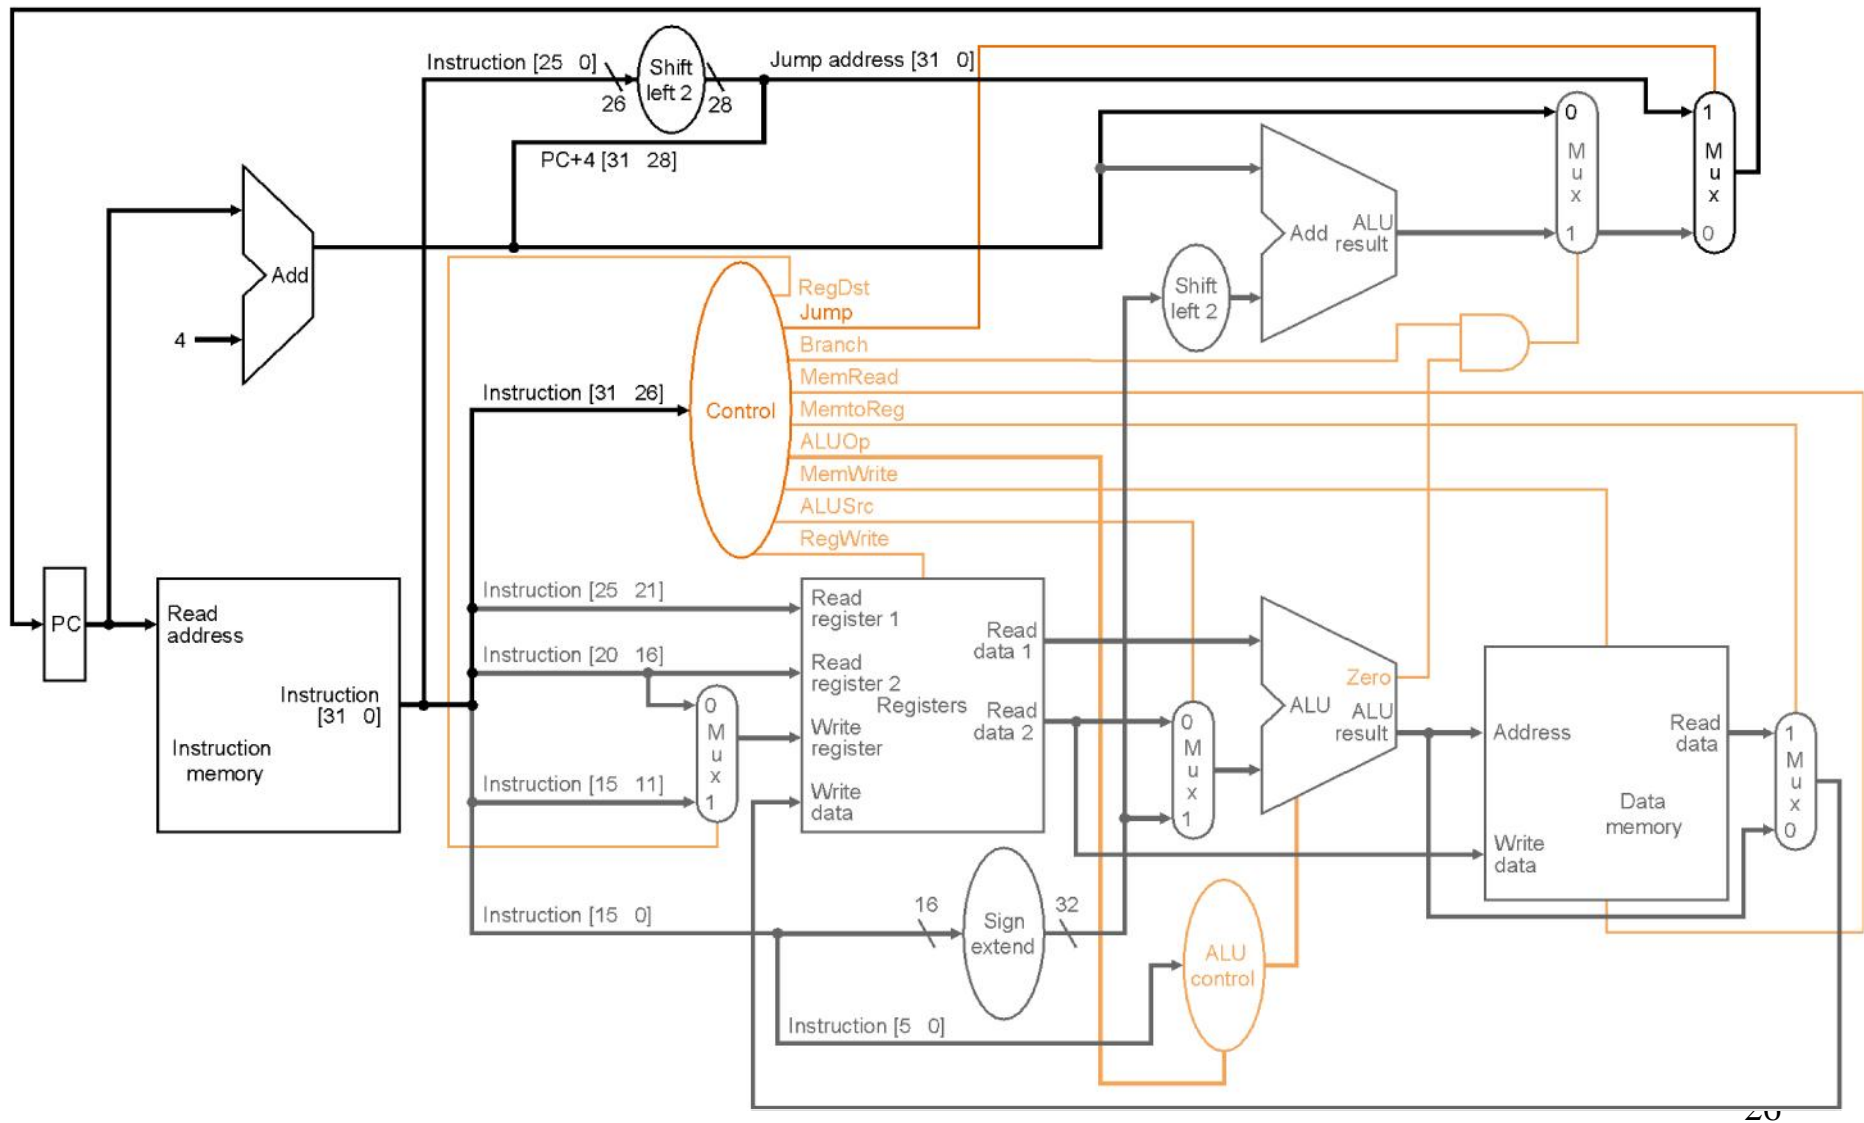 Instruction [25 0]
26
Shift
left 2
28
Jump address [31 0]
PC+4 [31 28]
Add
4
0
M
u
x
1
1
M
u
x
0
Add
ALU
result
Shift
left 2
RegDst
Jump
Branch
MemRead
MemtoReg
ALUOp
MemWrite
ALUSrc
RegWrite
Instruction [31 26]
Control
PC
Read
address
Instruction
[31 0]
Instruction
memory
Instruction [25 21]
Instruction [20 16]
Instruction [15 11]
0
M
u
x
1
Read
register 1
Read
register 2
Write
register
Write
data
Registers
Read
data 1
Read
data 2
0
M
u
x
1
Zero
ALU
ALU
result
Address
Write
data
Read
data
Data
memory
1
M
u
x
0
Instruction [15 0]
16
Sign
extend
32
ALU
control
Instruction [5 0]